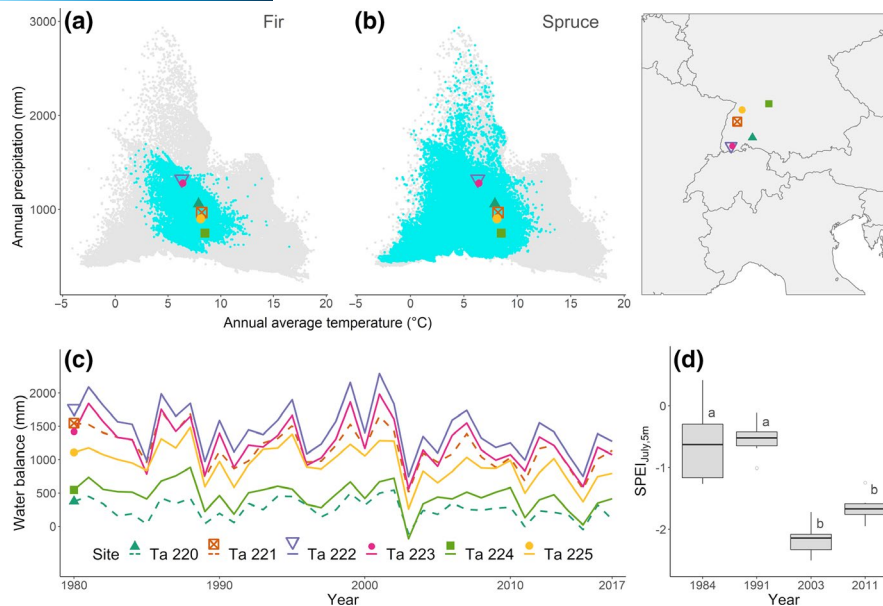 (a) Fir
(b) Spruce
3000
2000
1000
Annual precipitation (mm)
−5 0 5 10 15 20
−5 0 5 10 15 20
Annual average temperature (°C)
(c)
2000
1500
1000
500
0
Water balance (mm)
Site Ta 220 Ta 221 Ta 222 Ta 223 Ta 224 Ta 225
1980 1990 2000 2010 2017
Year
(d)
0
−1
−2
SPEI July,5m
a a b b
1984 1991 2003 2011
Year